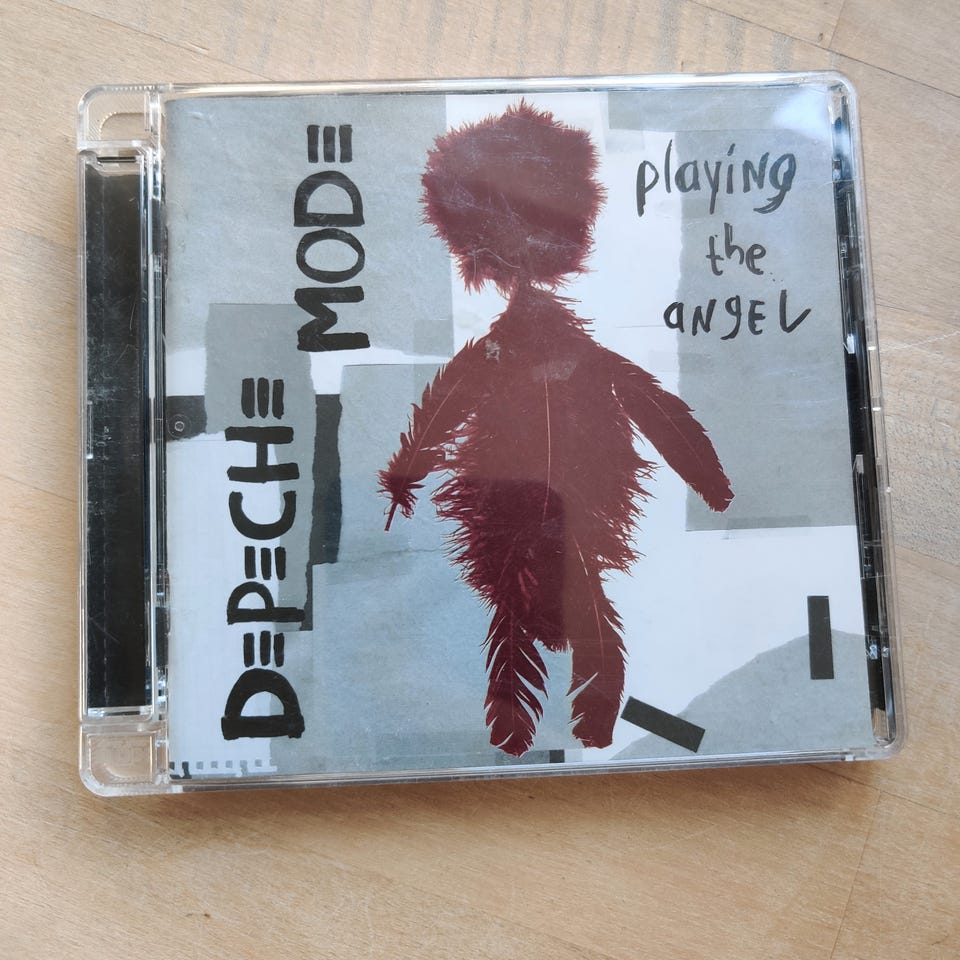 DEPECHE MODE
playing
the
aNgEL